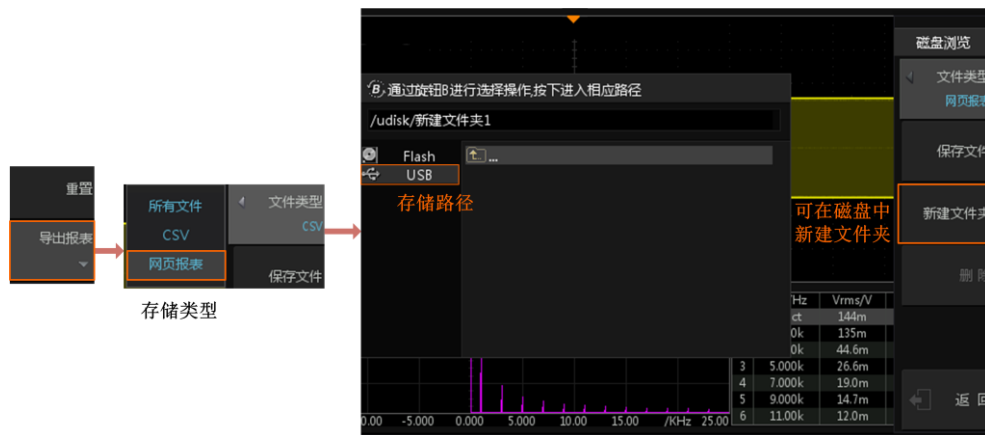 重置
导出报表
所有文件
CSV
网页报表
文件类型
CSV
保存文件
存储类型
B 通过旋钮B进行选择操作,按下进入相应路径
/udisk/新建文件夹1
Flash
...
USB
存储路径
可在磁盘中
新建文件夹
磁盘浏览
文件类型
网页报表
保存文件
新建文件夹
删 除
返 回
Hz Vrms/V
ct 144m
0k 135m
0k 44.6m
3 5.000k 26.6m
4 7.000k 19.0m
5 9.000k 14.7m
6 11.00k 12.0m
0.00 -5.000 0.000 5.000 10.00 15.00 /KHz 25.00